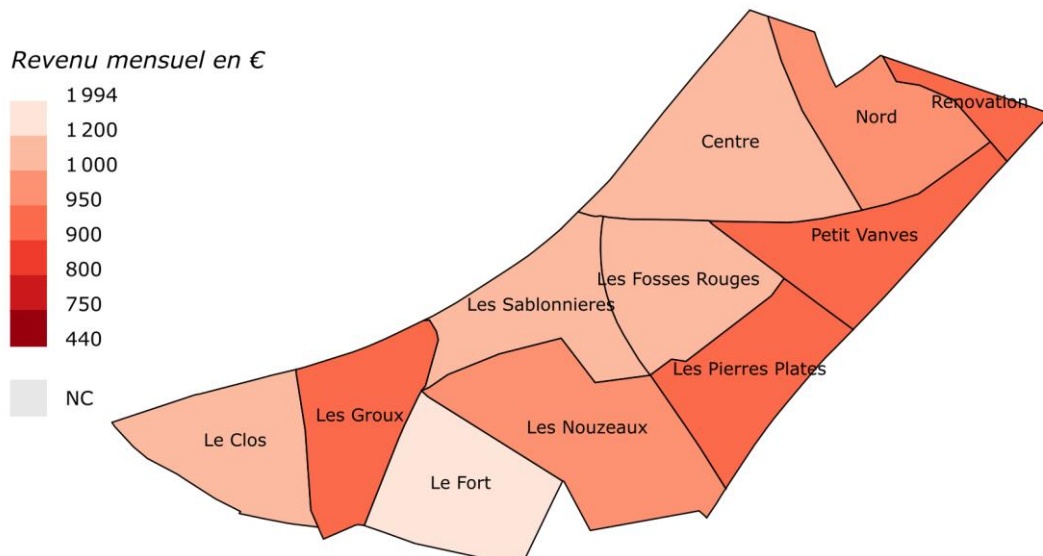 Revenu mensuel en €
1 994
1 200
1 000
950
900
800
750
440
NC
Renovation
Nord
Centre
Petit Vanves
Les Fosses Rouges
Les Sablonnieres
Les Pierres Plates
Les Groux
Les Nouzeaux
Le Clos
Le Fort